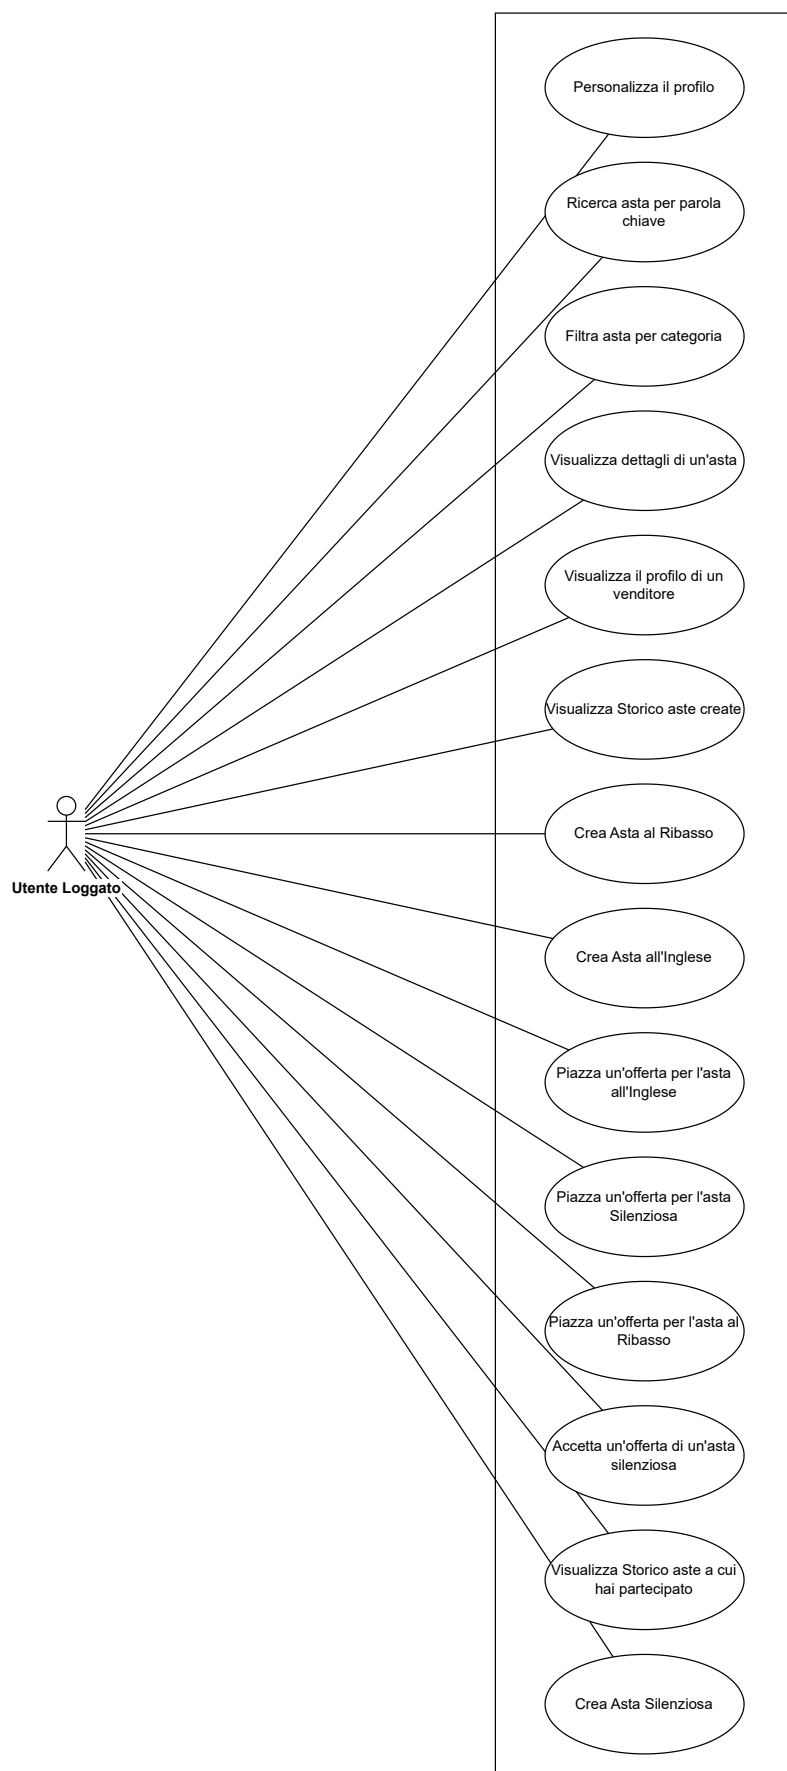 Personalizza il profilo
Ricerca asta per parola
chiave
Filtra asta per categoria
Visualizza dettagli di un'asta
Visualizza il profilo di un
venditore
Visualizza Storico aste create
Crea Asta al Ribasso
Utente Loggato
Crea Asta all'Inglese
Piazza un'offerta per l'asta
all'Inglese
Piazza un'offerta per l'asta
Silenziosa
Piazza un'offerta per l'asta al
Ribasso
Accetta un'offerta di un'asta
silenziosa
Visualizza Storico aste a cui
hai partecipato
Crea Asta Silenziosa